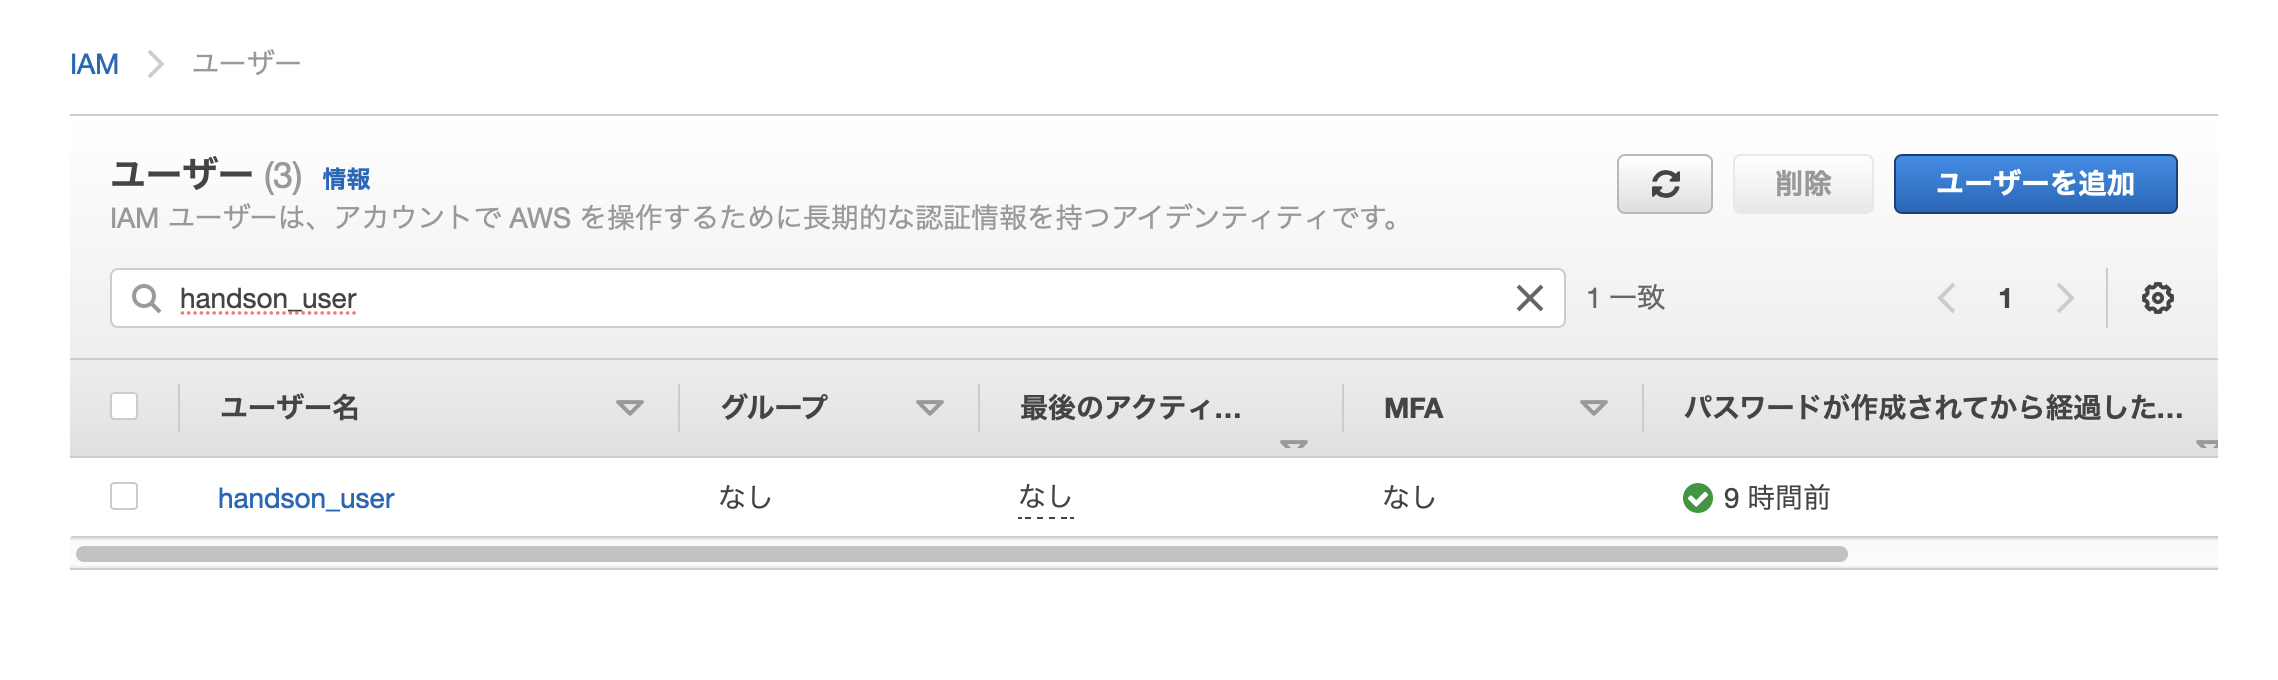 IAM ユーザー
ユーザー (3) 情報
IAM ユーザーは、アカウントで AWS を操作するために長期的な認証情報を持つアイデンティティです。
削除 ユーザーを追加
handson_user 1 一致 1
ユーザー名 グループ 最後のアクティ... MFA パスワードが作成されてから経過した...
handson_user なし なし なし 9 時間前